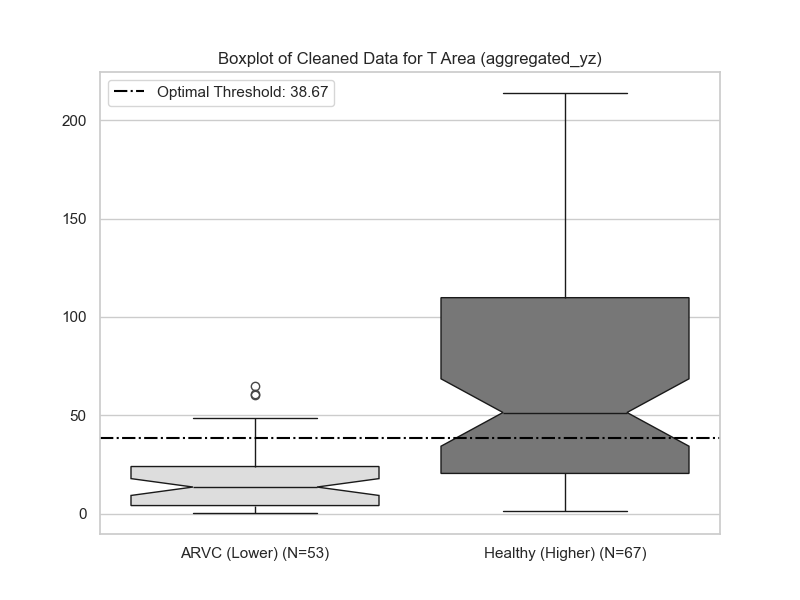 Boxplot of Cleaned Data for T Area (aggregated_yz)
Optimal Threshold: 38.67
200
150
100
50
0
ARVC (Lower) (N=53)
Healthy (Higher) (N=67)